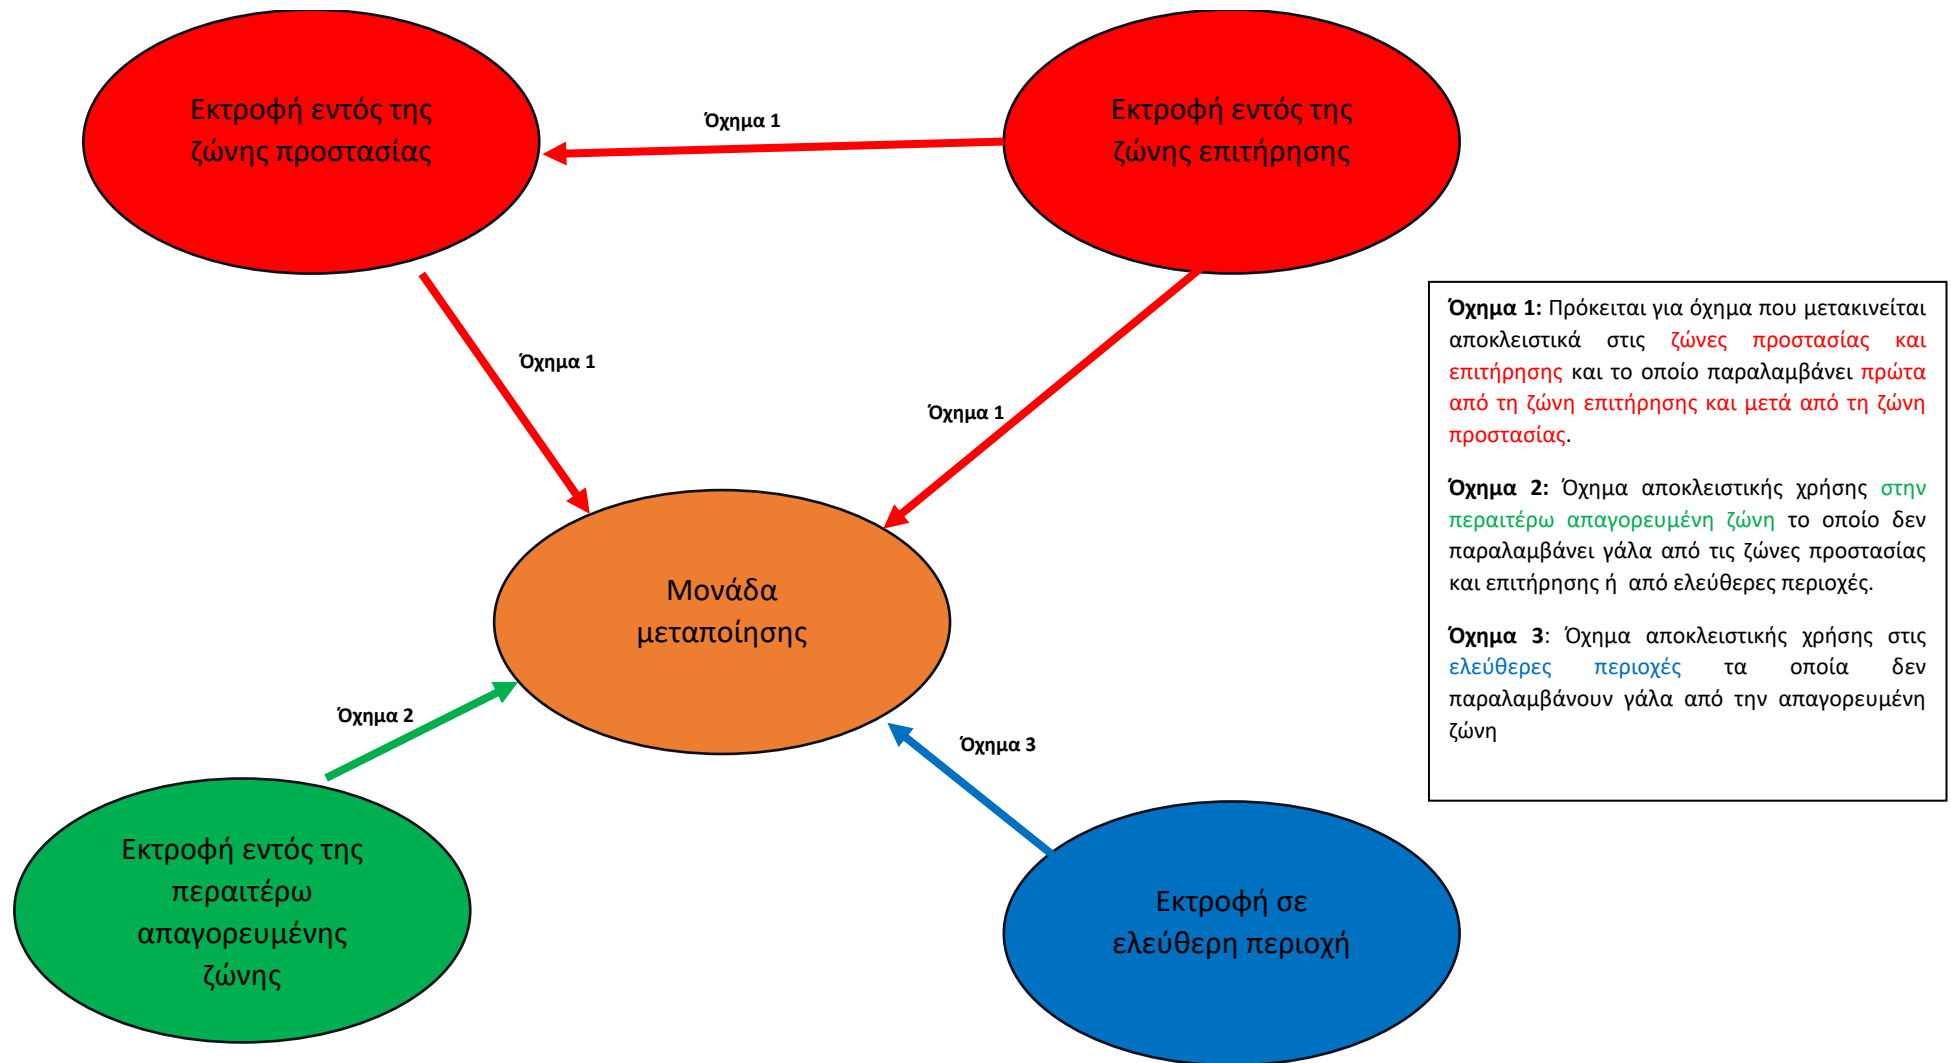 Εκτροφή εντός της
ζώνης προστασίας
Όχημα 1
Εκτροφή εντός της
ζώνης επιτήρησης
Όχημα 1
Όχημα 1
Όχημα 1: Πρόκειται για όχημα που μετακινείται
αποκλειστικά στις ζώνες προστασίας και
επιτήρησης και το οποίο παραλαμβάνει πρώτα
από τη ζώνη επιτήρησης και μετά από τη ζώνη
προστασίας.
Όχημα 2: Όχημα αποκλειστικής χρήσης στην
περαιτέρω απαγορευμένη ζώνη το οποίο δεν
παραλαμβάνει γάλα από τις ζώνες προστασίας
και επιτήρησης ή από ελεύθερες περιοχές.
Όχημα 3: Όχημα αποκλειστικής χρήσης στις
ελεύθερες περιοχές τα οποία δεν
παραλαμβάνουν γάλα από την απαγορευμένη
ζώνη
Μονάδα
μεταποίησης
Όχημα 2
Όχημα 3
Εκτροφή εντός της
περαιτέρω
απαγορευμένης
ζώνης
Εκτροφή σε
ελεύθερη περιοχή